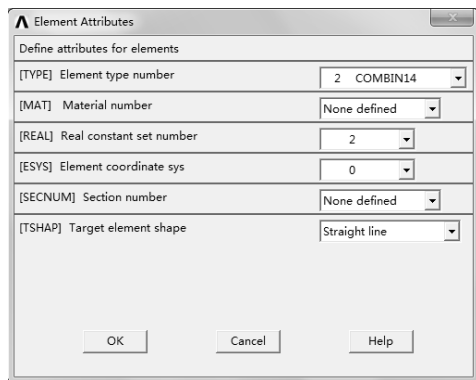 Element Attributes
Define attributes for elements
[TYPE] Element type number 2 COMBIN14
[MAT] Material number None defined
[REAL] Real constant set number 2
[ESYS] Element coordinate sys 0
[SECNUM] Section number None defined
[TSHAP] Target element shape Straight line
OK Cancel Help